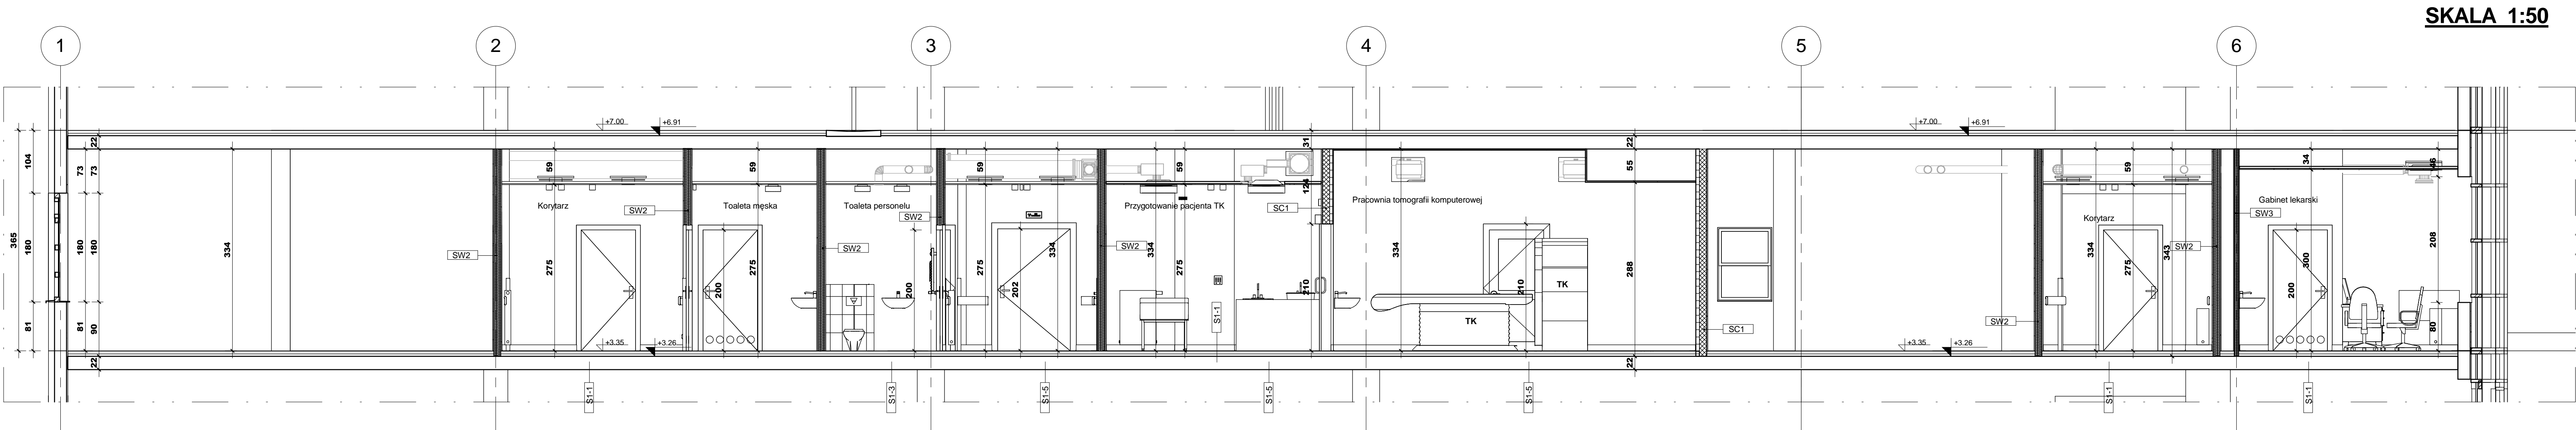 SKALA 1:50
1
2
3
4
5
6
+7.00
+6.91
+7.00
+6.91
22
31
22
104
73
73
59
59
59
59
124
55
59
34
46
Korytarz
Toaleta męska
Toaleta personelu
Przygotowanie pacjenta TK
Pracownia tomografii komputerowej
Korytarz
Gabinet lekarski
SW2
SW2
SW2
SW2
SW2
SC1
SC1
SW2
SW2
SW3
365
180
180
180
334
275
275
200
200
275
202
334
334
275
210
334
210
288
TK
TK
334
275
343
200
300
208
81
81
90
80
+3.35
+3.26
+3.35
+3.26
22
22
S1-1
S1-1
S1-3
S1-5
S1-5
S1-5
S1-1
S1-1